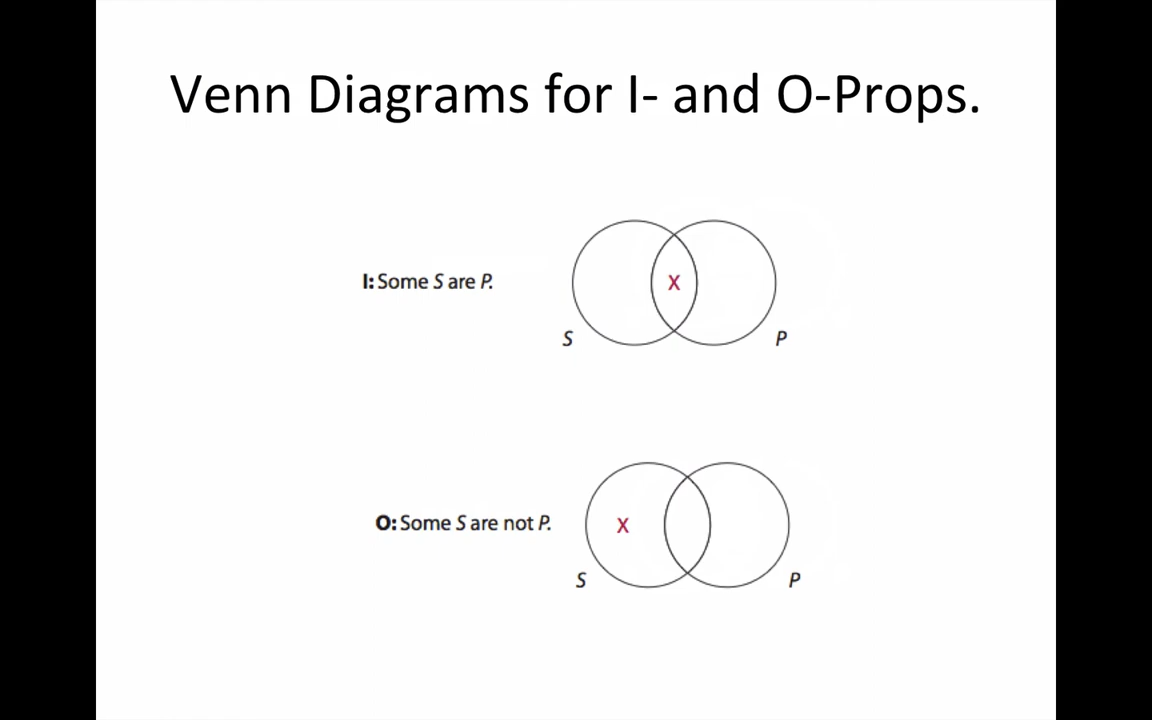 Venn Diagrams for I- and O-Props.
I: Some S are P.
X
S
P
O: Some S are not P.
X
S
P